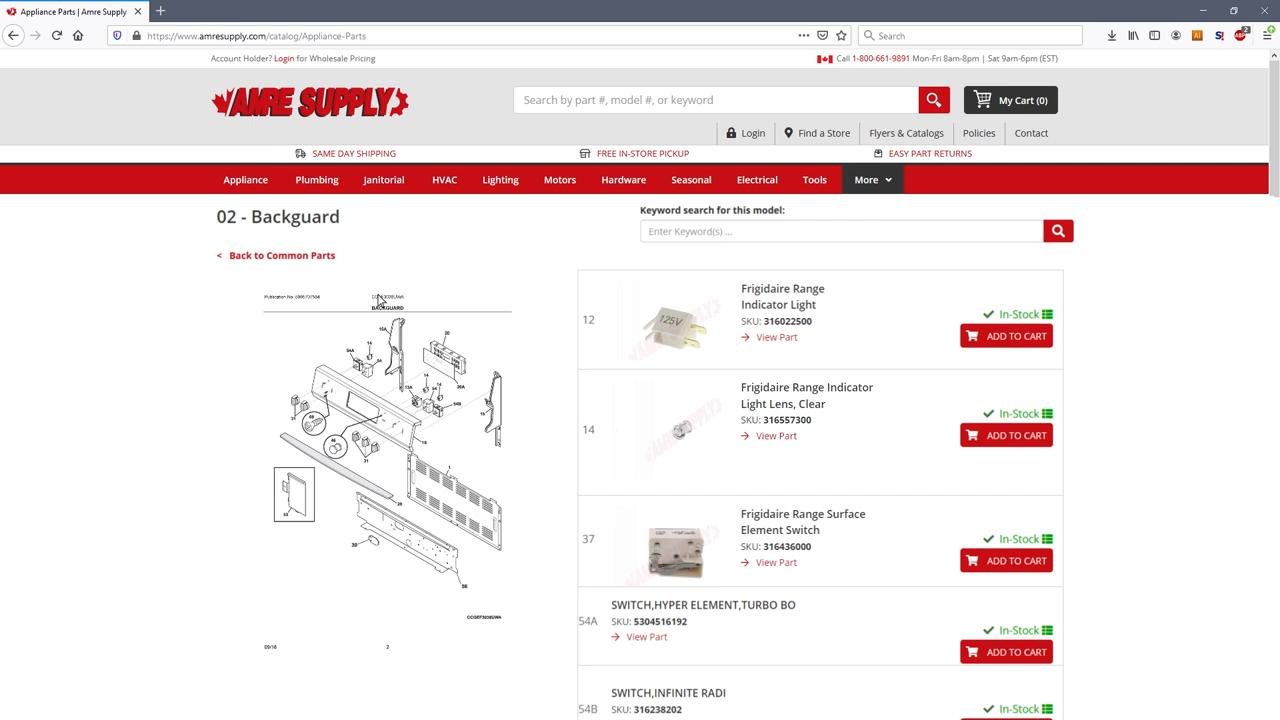 Appliance Parts | Amre Supply
https://www.amresupply.com/catalog/Appliance-Parts
Search
Account Holder? Login for Wholesale Pricing
Call 1-800-661-9891 Mon-Fri 8am-8pm | Sat 9am-6pm (EST)
AMRE SUPPLY
Search by part #, model #, or keyword
My Cart (0)
Login
Find a Store
Flyers & Catalogs
Policies
Contact
SAME DAY SHIPPING
FREE IN-STORE PICKUP
EASY PART RETURNS
Appliance Plumbing Janitorial HVAC Lighting Motors Hardware Seasonal Electrical Tools More
02 - Backguard
Keyword search for this model:
Enter Keyword(s) ...
< Back to Common Parts
BACKGUARD
CCGEF3038UWA
09/16
2
12
125V
Frigidaire Range
Indicator Light
SKU: 316022500
View Part
In-Stock
ADD TO CART
14
Frigidaire Range Indicator
Light Lens, Clear
SKU: 316557300
View Part
In-Stock
ADD TO CART
37
Frigidaire Range Surface
Element Switch
SKU: 316436000
View Part
In-Stock
ADD TO CART
54A
SWITCH,HYPER ELEMENT,TURBO BO
SKU: 5304516192
View Part
In-Stock
ADD TO CART
54B
SWITCH,INFINITE RADI
SKU: 316238202
In-Stock